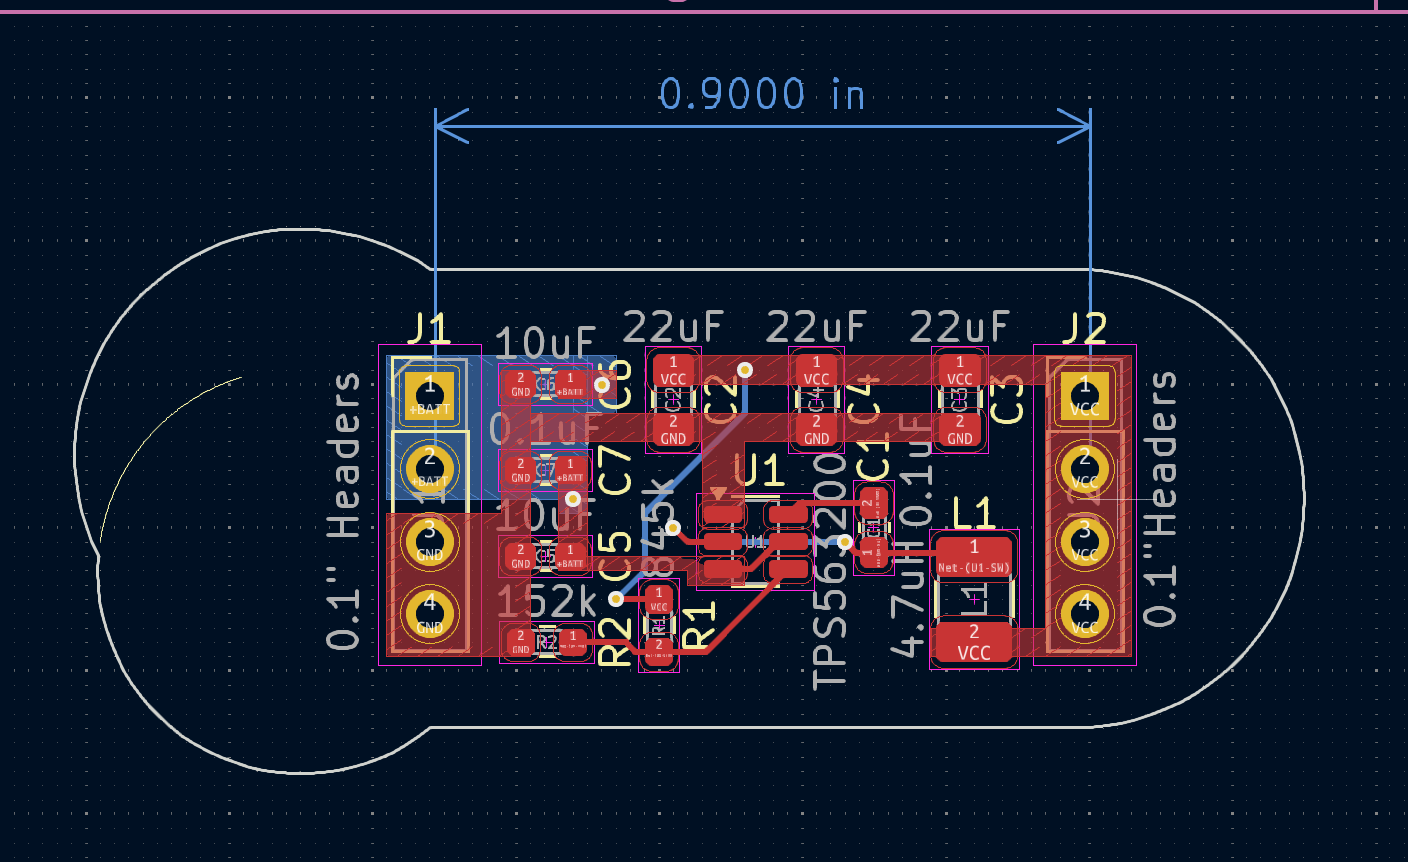 0.9000 in
J1
10uF
22uF
22uF
22uF
J2
1
+BATT
2
GND
C6
1
+BATT
C6
1
VCC
C2
C2
1
VCC
C4
C4
1
VCC
C3
1
VCC
2
GND
2
GND
2
GND
0.1uF
2
+BATT
2
GND
C7
1
+BATT
C7
U1
C1
0.1uF
2
VCC
0.1" Headers
10uF
845k
TPS563200
2
C1
1
L1
0.1" Headers
3
GND
2
GND
C5
1
+BATT
C5
U1
1
Net-(U1-SW)
3
VCC
4
GND
152k
1
VCC
R1
2
R1
4.7uH
L1
2
VCC
4
VCC
2
GND
R2
1
R2